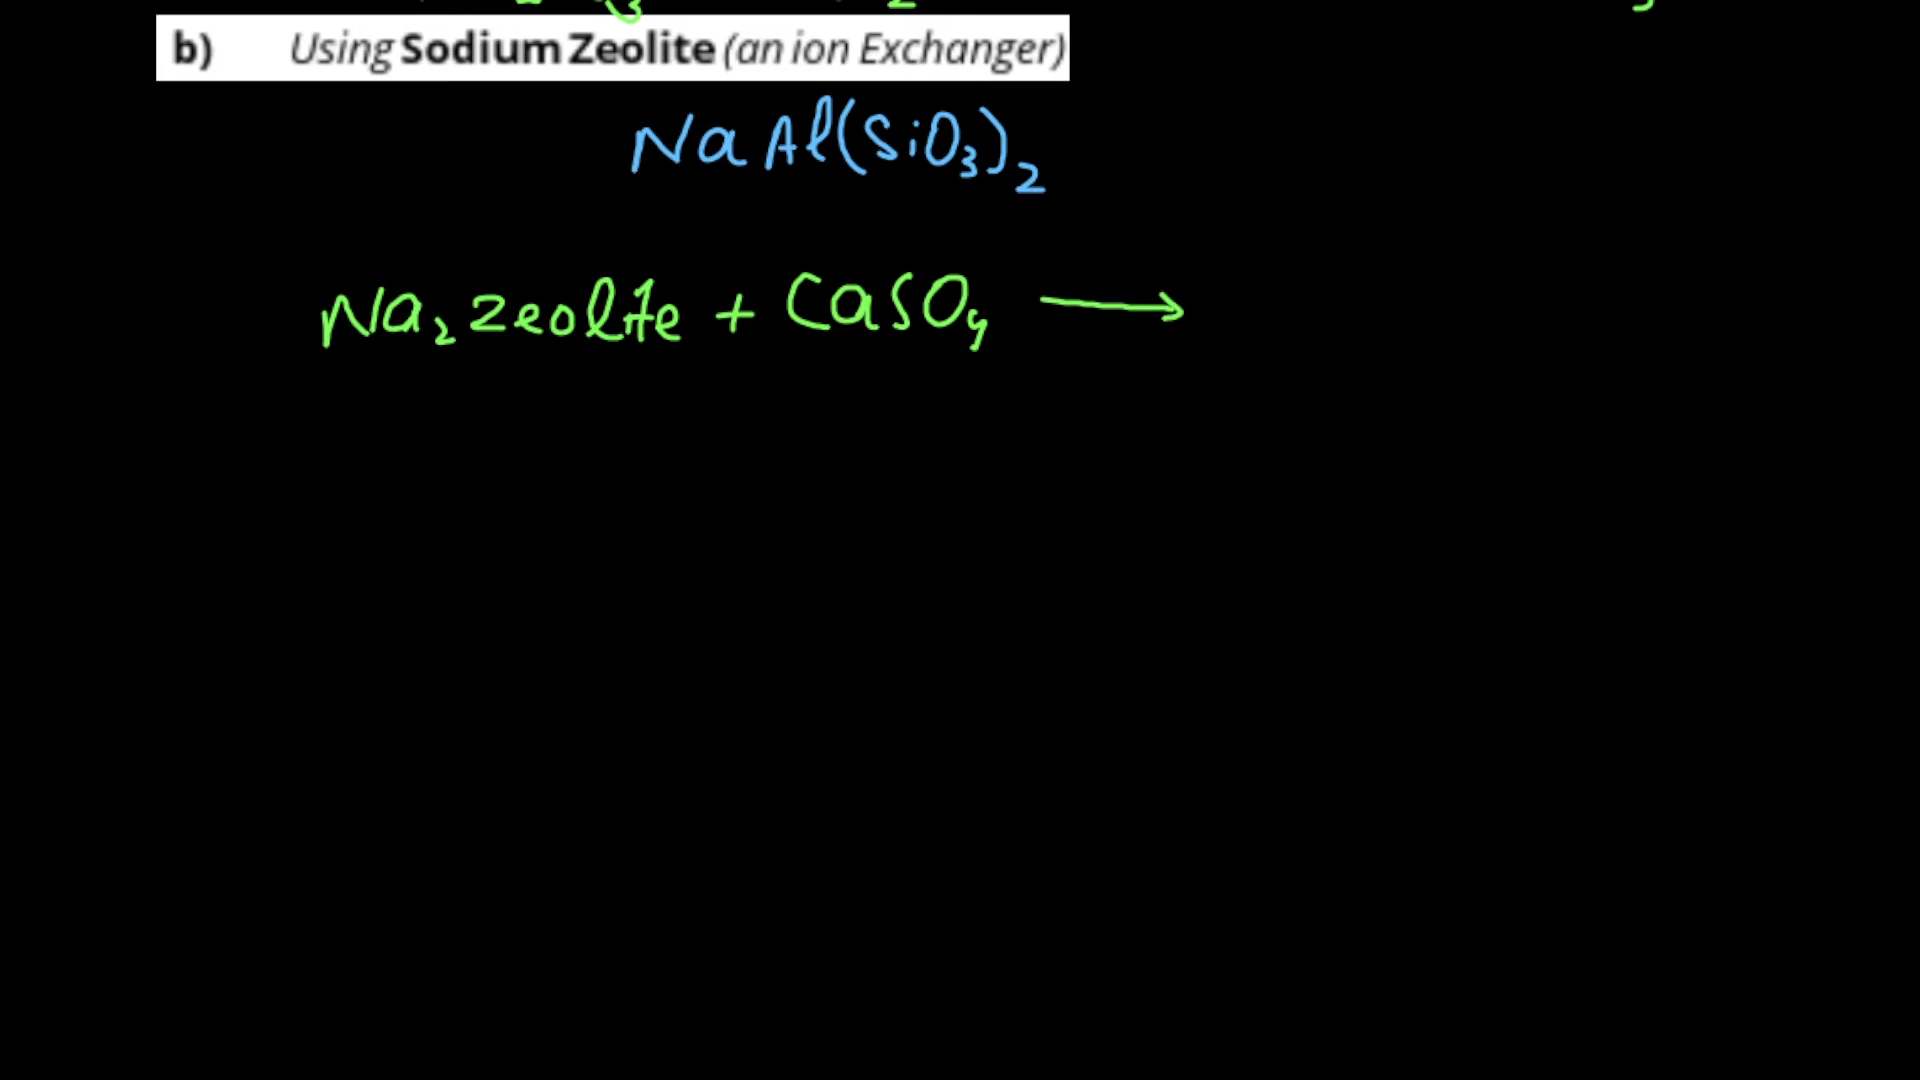 b) Using Sodium Zeolite (an ion Exchanger)
NaAl(SiO₃)₂
Na₂zeolite + CaSO₄ →